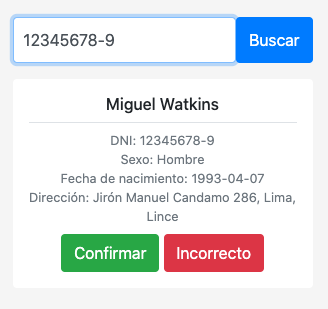 12345678-9 Buscar
Miguel Watkins
DNI: 12345678-9
Sexo: Hombre
Fecha de nacimiento: 1993-04-07
Dirección: Jirón Manuel Candamo 286, Lima,
Lince
Confirmar Incorrecto